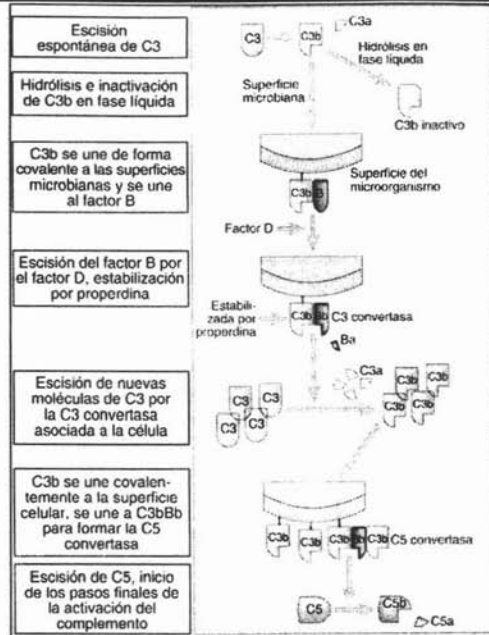 Escisión
espontánea de C3
C3
C3b
C3a
Hidrólisis en
fase líquida
Hidrólisis e inactivación
de C3b en fase líquida
Superficie
microbiana
C3b inactivo
C3b se une de forma
covalente a las superficies
microbianas y se une
al factor B
C3b
B
Superficie del
microorganismo
Factor D
Escisión del factor B por
el factor D, estabilización
por properdina
Estabili-
zada por
properdina
C3b
Bb
C3 convertasa
Ba
Escisión de nuevas
moléculas de C3 por
la C3 convertasa
asociada a la célula
C3
C3
C3
C3
C3a
C3b
C3b
C3b
C3b
C3b se une covalen-
temente a la superficie
celular, se une a C3bBb
para formar la C5
convertasa
C3b
C3b
C3b
Bb
C3b
C5 convertasa
Escisión de C5, inicio
de los pasos finales de
la activación del
complemento
C5
C5b
C5a